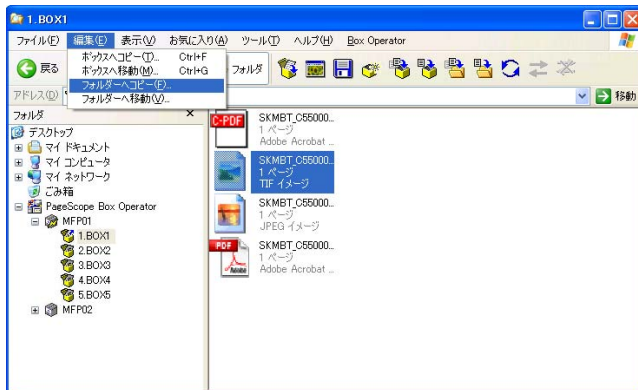 1.BOX1
ファイル(F) 編集(E) 表示(V) お気に入り(A) ツール(T) ヘルプ(H) Box Operator
戻る
ボックスへコピー(T)... Ctrl+F
ボックスへ移動(M)... Ctrl+G
フォルダーへコピー(F)...
フォルダーへ移動(V)...
フォルダ
アドレス(D)
移動
フォルダ
デスクトップ
マイ ドキュメント
マイ コンピュータ
マイ ネットワーク
ごみ箱
PageScope Box Operator
MFP01
1.BOX1
2.BOX2
3.BOX3
4.BOX4
5.BOX5
MFP02
C-PDF
SKMBT_C55000...
1 ページ
Adobe Acrobat ...
SKMBT_C55000...
1 ページ
TIF イメージ
SKMBT_C55000...
1 ページ
JPEG イメージ
PDF
Adobe
SKMBT_C55000...
1 ページ
Adobe Acrobat ...